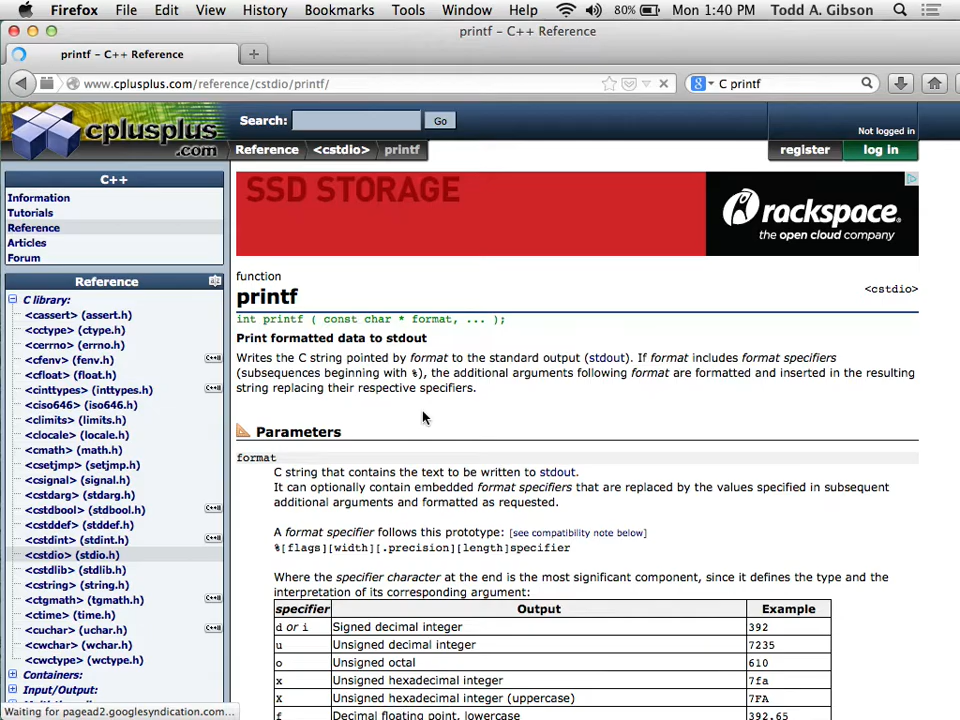 Firefox File Edit View History Bookmarks Tools Window Help 80% Mon 1:40 PM Todd A. Gibson
printf – C++ Reference
printf – C++ Reference
www.cplusplus.com/reference/cstdio/printf/
C printf
cplusplus
.com
Search:
Go
Not logged in
Reference
<cstdio>
printf
register
log in
C++
Information
Tutorials
Reference
Articles
Forum
Reference
C library:
<cassert> (assert.h)
<cctype> (ctype.h)
<cerrno> (errno.h)
<cfenv> (fenv.h)
<cfloat> (float.h)
<cinttypes> (inttypes.h)
<ciso646> (iso646.h)
<climits> (limits.h)
<clocale> (locale.h)
<cmath> (math.h)
<csetjmp> (setjmp.h)
<csignal> (signal.h)
<cstdarg> (stdarg.h)
<cstdbool> (stdbool.h)
<cstddef> (stddef.h)
<cstdint> (stdint.h)
<cstdio> (stdio.h)
<cstdlib> (stdlib.h)
<cstring> (string.h)
<ctgmath> (tgmath.h)
<ctime> (time.h)
<cuchar> (uchar.h)
<cwchar> (wchar.h)
<cwctype> (wctype.h)
Containers:
Input/Output:
Waiting for pagead2.googlesyndication.com...
SSD STORAGE
rackspace
the open cloud company
function
printf
<cstdio>
int printf ( const char * format, ... );
Print formatted data to stdout
Writes the C string pointed by format to the standard output (stdout). If format includes format specifiers
(subsequences beginning with %), the additional arguments following format are formatted and inserted in the resulting
string replacing their respective specifiers.
Parameters
format
C string that contains the text to be written to stdout.
It can optionally contain embedded format specifiers that are replaced by the values specified in subsequent
additional arguments and formatted as requested.
A format specifier follows this prototype: [see compatibility note below]
%[flags][width][.precision][length]specifier
Where the specifier character at the end is the most significant component, since it defines the type and the
interpretation of its corresponding argument:
specifier Output Example
d or i Signed decimal integer 392
u Unsigned decimal integer 7235
o Unsigned octal 610
x Unsigned hexadecimal integer 7fa
X Unsigned hexadecimal integer (uppercase) 7FA
f Decimal floating point, lowercase 392.65